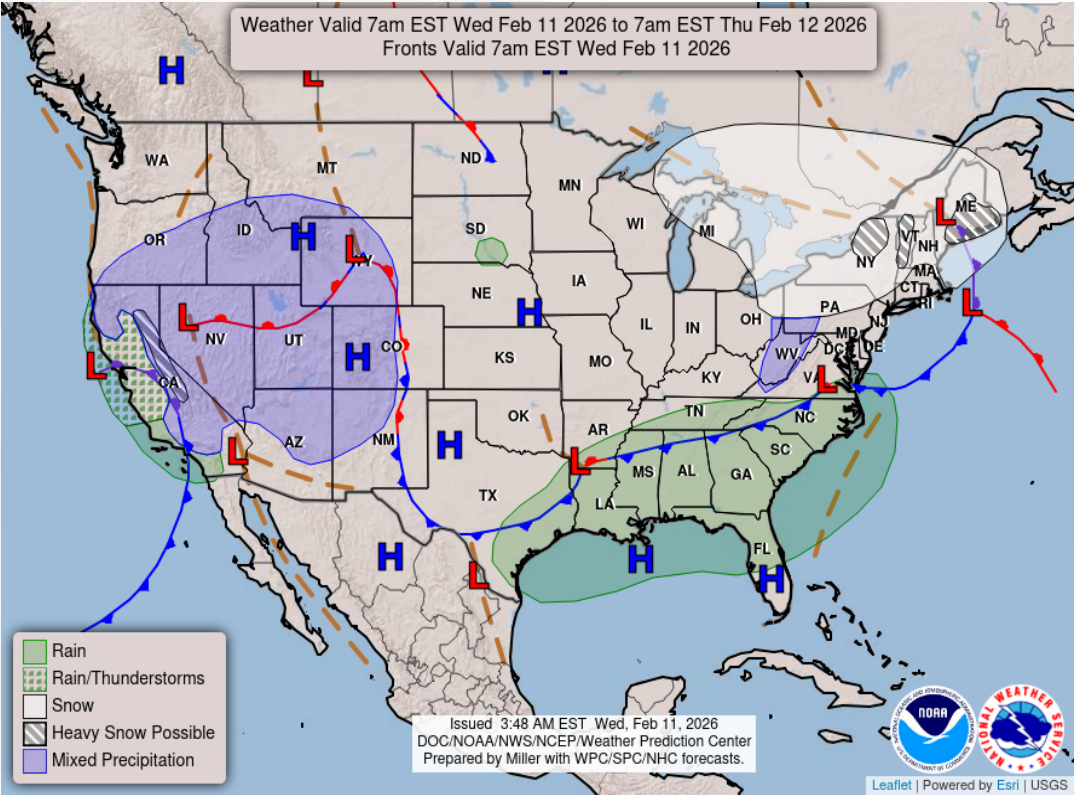 Weather Valid 7am EST Wed Feb 11 2026 to 7am EST Thu Feb 12 2026
Fronts Valid 7am EST Wed Feb 11 2026
H
L
H
WA
MT
ND
MN
OR
ID
H
L
WY
SD
WI
MI
L
ME
VT
NH
NY
MA
CT
RI
L
NV
UT
H
CO
NE
H
IA
IL
IN
OH
PA
NJ
MD
DE
DC
WV
VA
L
L
CA
KS
MO
KY
L
AZ
NM
H
OK
AR
TN
NC
SC
L
MS
AL
GA
LA
TX
H
L
H
FL
H
L
Rain
Rain/Thunderstorms
Snow
Heavy Snow Possible
Mixed Precipitation
Issued 3:48 AM EST Wed, Feb 11, 2026
DOC/NOAA/NWS/NCEP/Weather Prediction Center
Prepared by Miller with WPC/SPC/NHC forecasts.
NOAA
NATIONAL WEATHER SERVICE
Leaflet | Powered by Esri | USGS